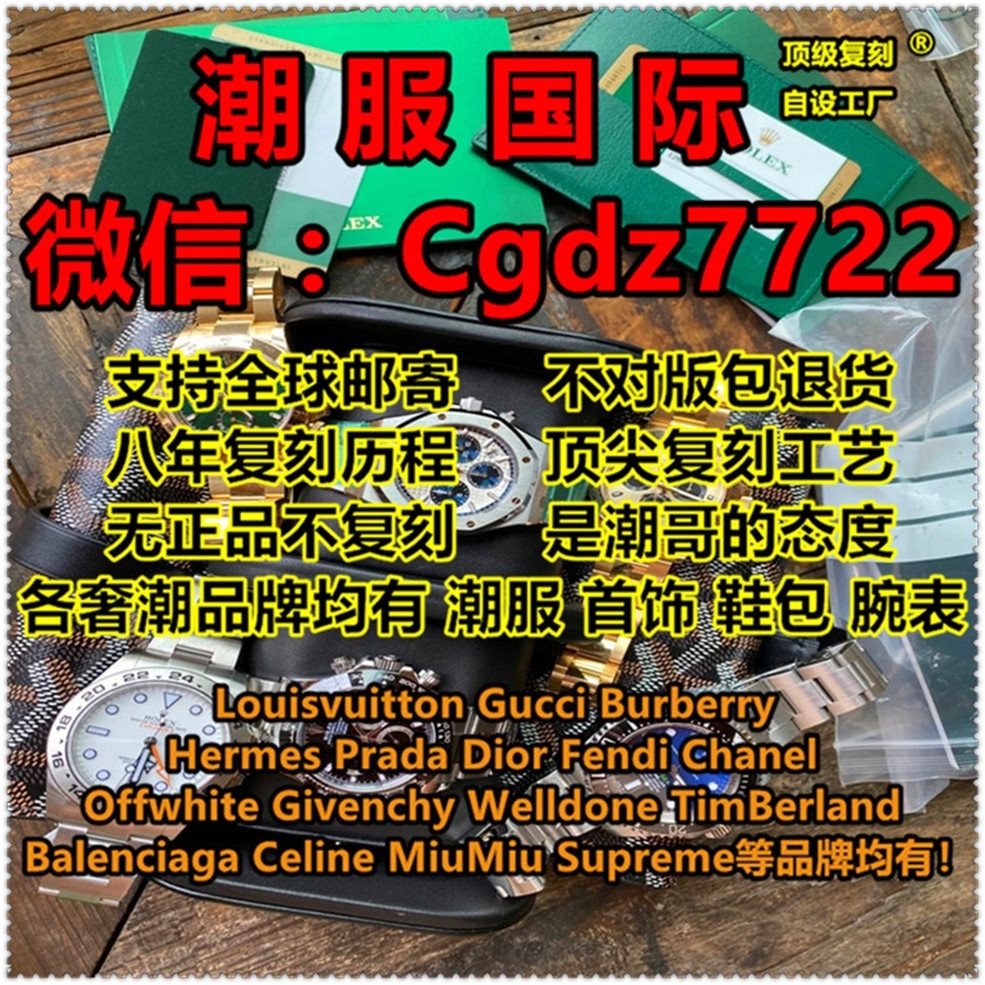 顶级复刻 ®
自设工厂
潮服国际
微信：Cgdz7722
支持全球邮寄 不对版包退货
八年复刻历程 顶尖复刻工艺
无正品不复刻 是潮哥的态度
各奢潮品牌均有 潮服 首饰 鞋包 腕表
Louisvuitton Gucci Burberry
Hermes Prada Dior Fendi Chanel
Offwhite Givenchy Welldone TimBerland
Balenciaga Celine MiuMiu Supreme等品牌均有！